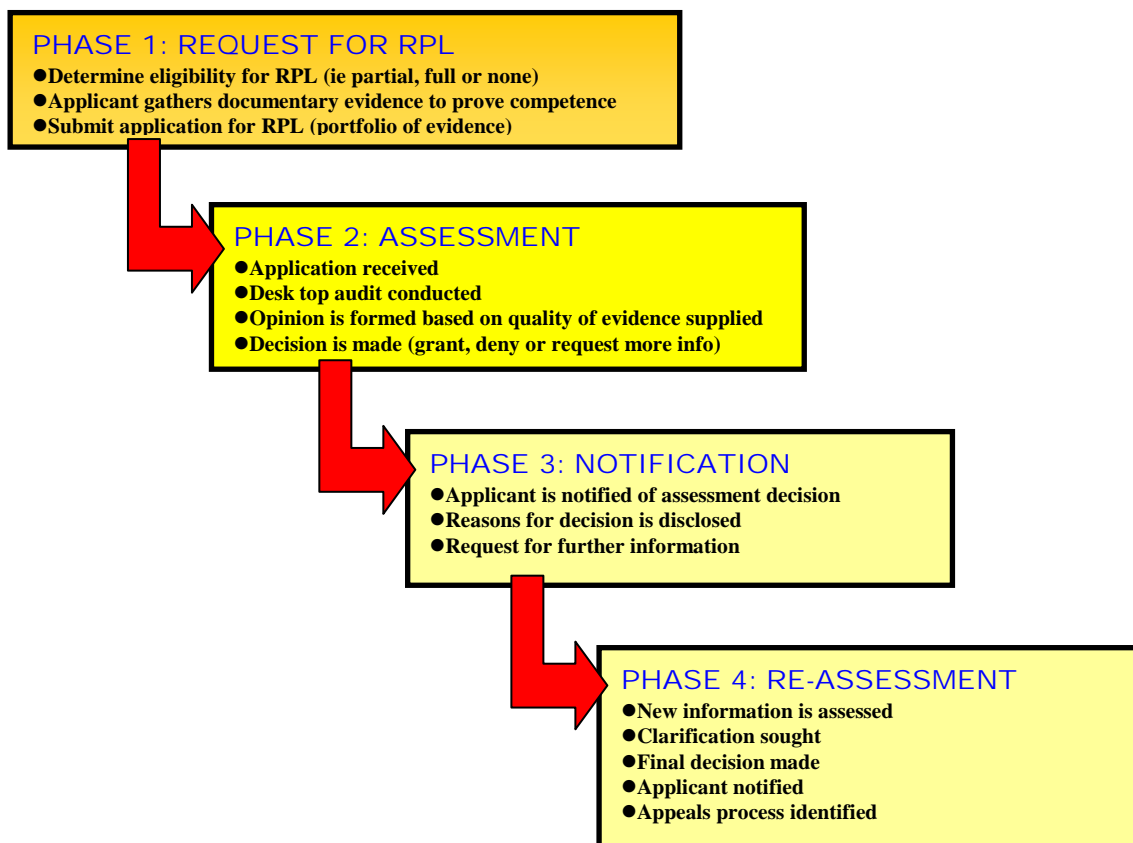 PHASE 1: REQUEST FOR RPL
●Determine eligibility for RPL (ie partial, full or none)
●Applicant gathers documentary evidence to prove competence
●Submit application for RPL (portfolio of evidence)
PHASE 2: ASSESSMENT
●Application received
●Desk top audit conducted
●Opinion is formed based on quality of evidence supplied
●Decision is made (grant, deny or request more info)
PHASE 3: NOTIFICATION
●Applicant is notified of assessment decision
●Reasons for decision is disclosed
●Request for further information
PHASE 4: RE-ASSESSMENT
●New information is assessed
●Clarification sought
●Final decision made
●Applicant notified
●Appeals process identified